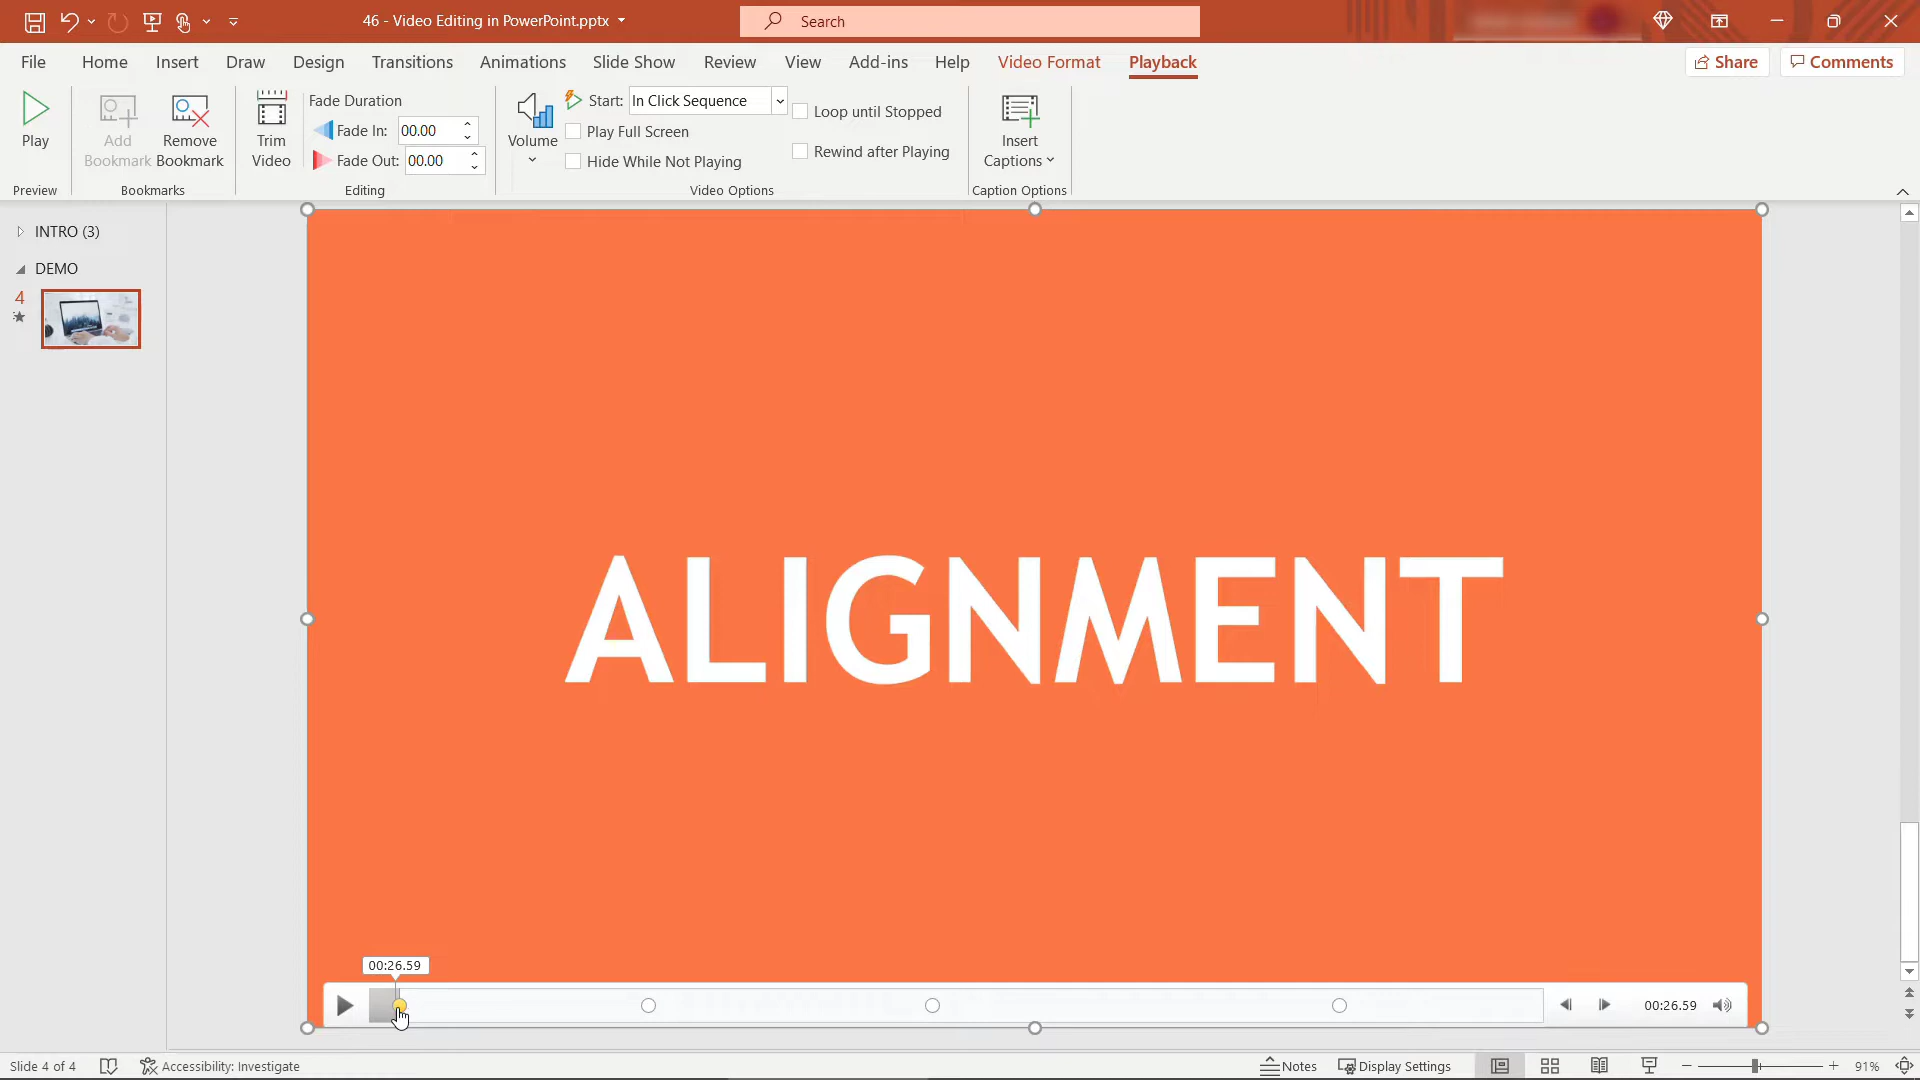 46 - Video Editing in PowerPoint.pptx
Search
File Home Insert Draw Design Transitions Animations Slide Show Review View Add-ins Help Video Format Playback
Share
Comments
Play
Add Bookmark
Remove Bookmark
Trim Video
Fade Duration
Fade In: 00.00
Fade Out: 00.00
Volume
Start: In Click Sequence
Play Full Screen
Hide While Not Playing
Loop until Stopped
Rewind after Playing
Insert Captions
Preview
Bookmarks
Editing
Video Options
Caption Options
INTRO (3)
DEMO
4
ALIGNMENT
00:26.59
00:26.59
Slide 4 of 4
Accessibility: Investigate
Notes
Display Settings
91%